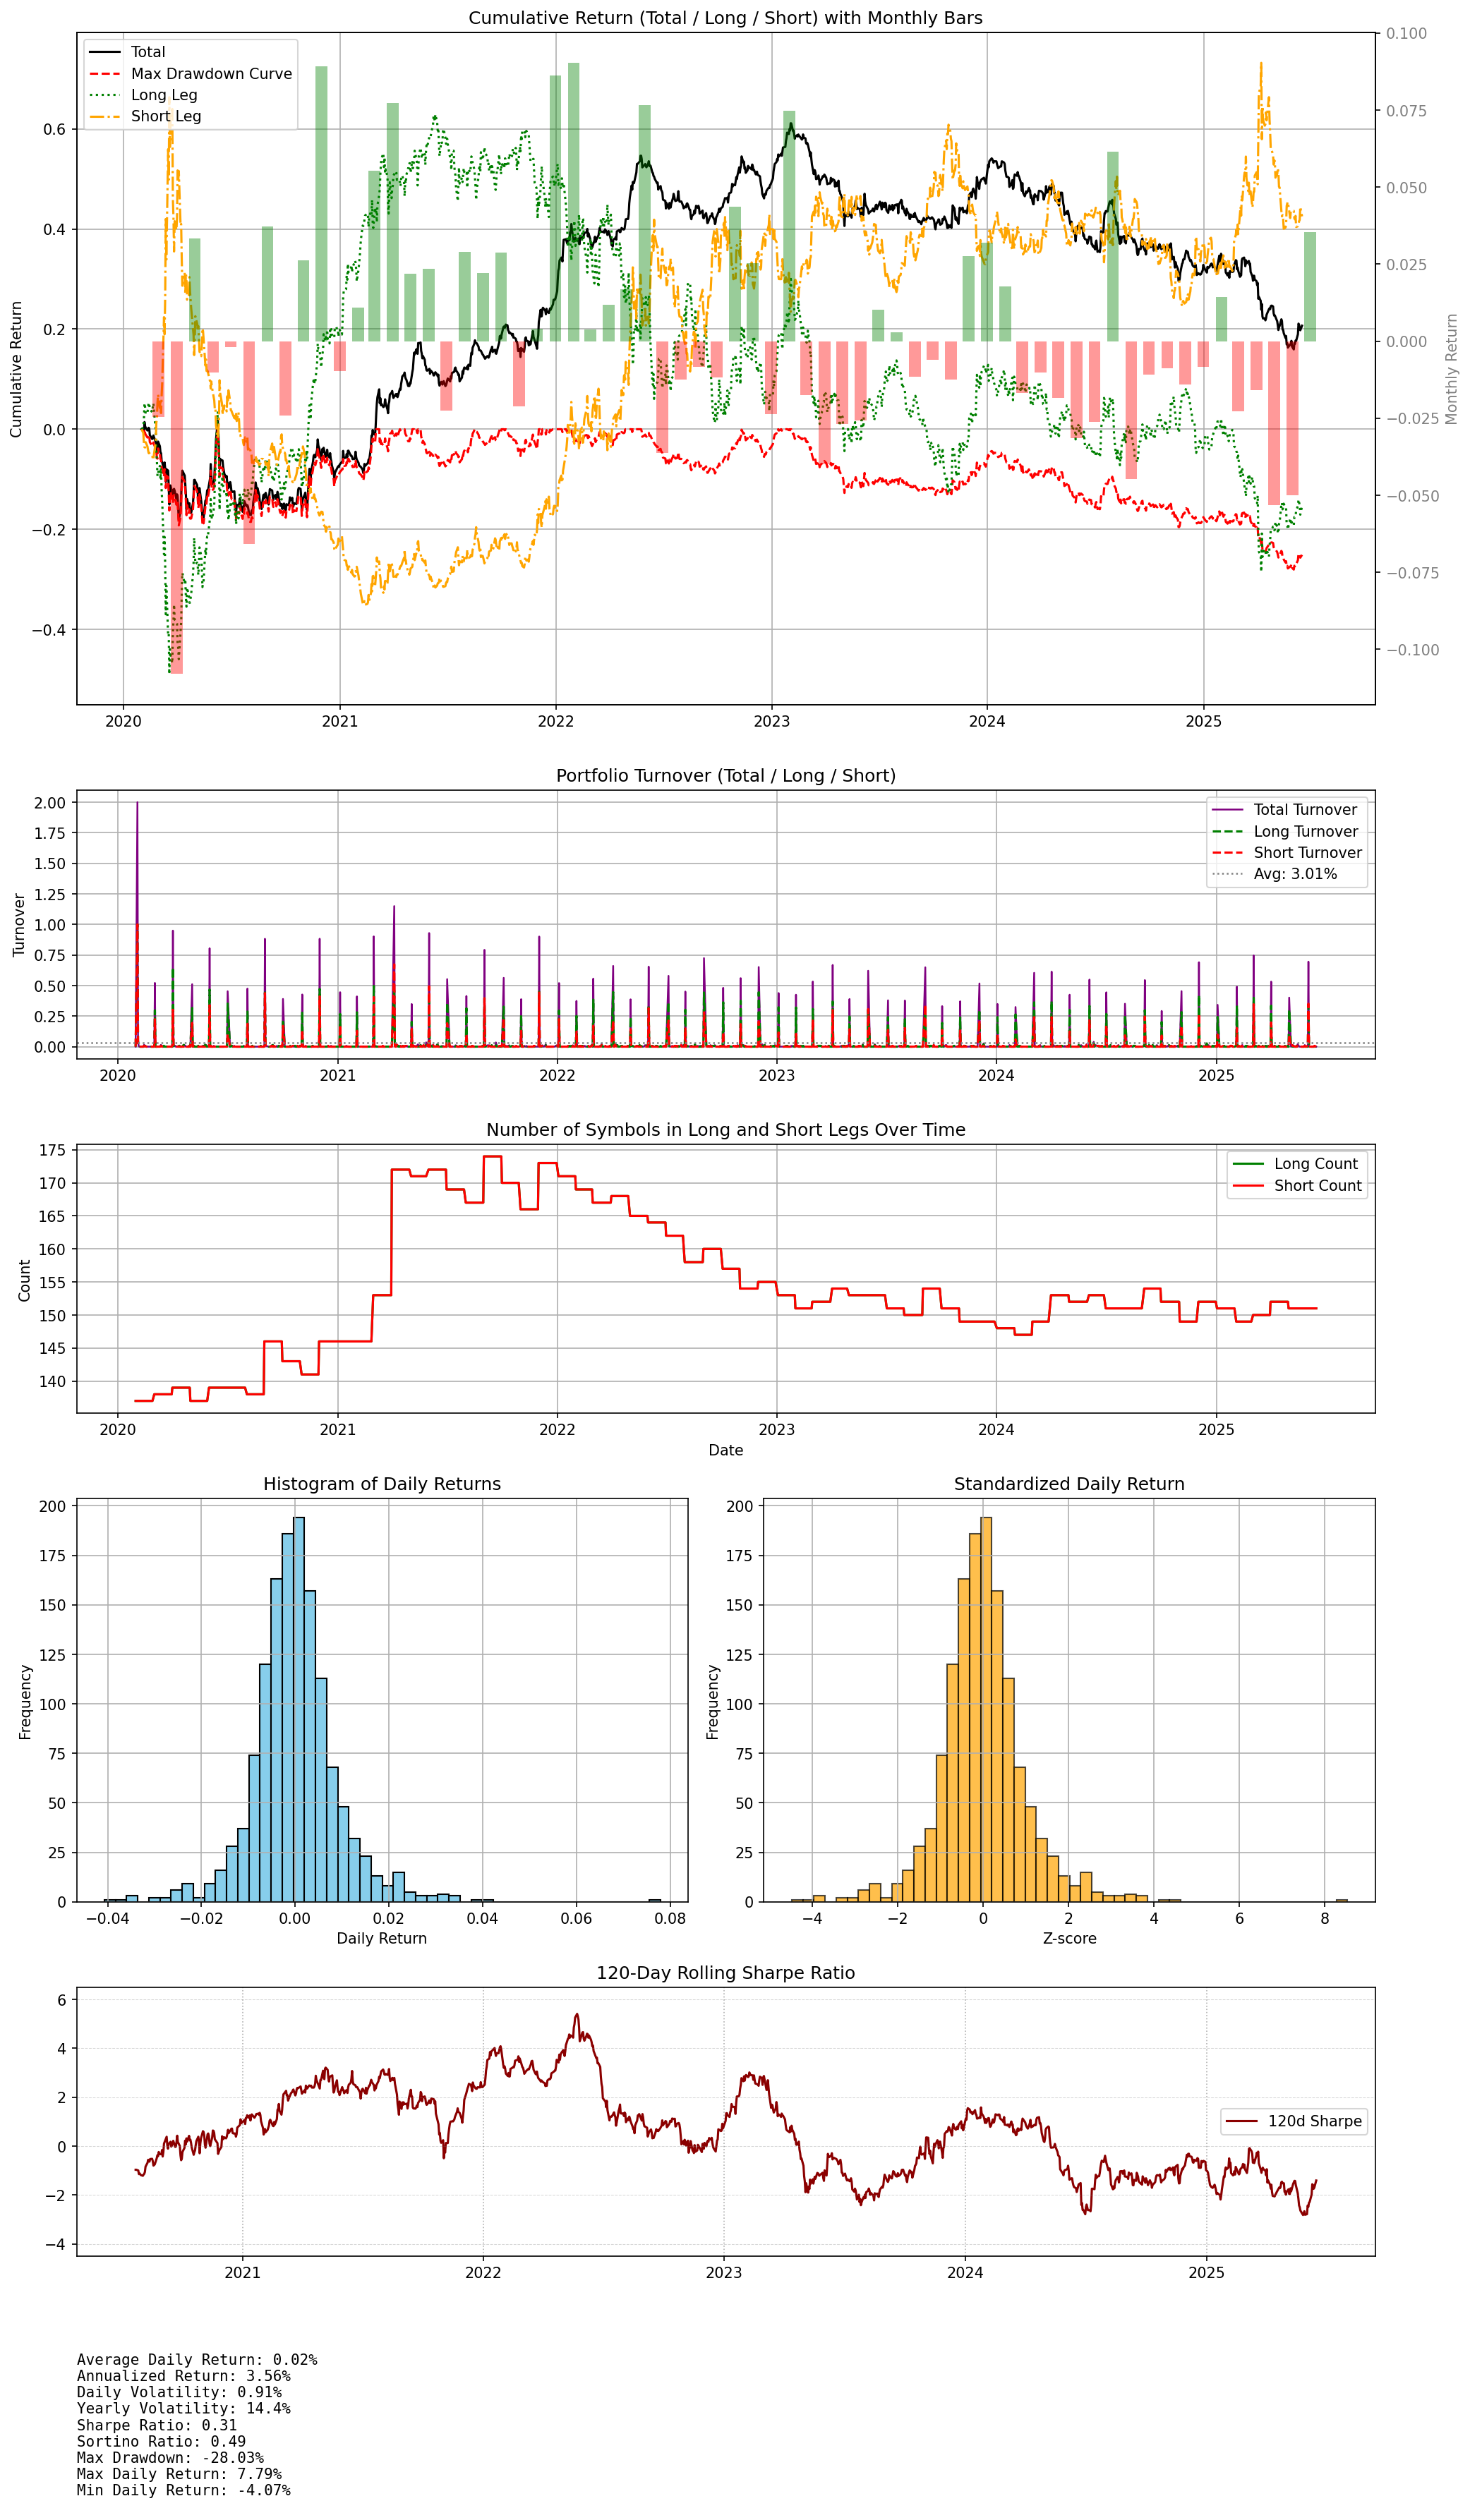 Cumulative Return (Total / Long / Short) with Monthly Bars
Total
Max Drawdown Curve
Long Leg
Short Leg
Cumulative Return
0.6
0.4
0.2
0.0
−0.2
−0.4
0.100
0.075
0.050
0.025
0.000
−0.025
−0.050
−0.075
−0.100
Monthly Return
2020 2021 2022 2023 2024 2025
Portfolio Turnover (Total / Long / Short)
Total Turnover
Long Turnover
Short Turnover
Avg: 3.01%
Turnover
2.00
1.75
1.50
1.25
1.00
0.75
0.50
0.25
0.00
2020 2021 2022 2023 2024 2025
Number of Symbols in Long and Short Legs Over Time
Long Count
Short Count
Count
175
170
165
160
155
150
145
140
2020 2021 2022 2023 2024 2025
Date
Histogram of Daily Returns
Frequency
200
175
150
125
100
75
50
25
0
−0.04 −0.02 0.00 0.02 0.04 0.06 0.08
Daily Return
Standardized Daily Return
Frequency
200
175
150
125
100
75
50
25
0
−4 −2 0 2 4 6 8
Z-score
120-Day Rolling Sharpe Ratio
120d Sharpe
6
4
2
0
−2
−4
2021 2022 2023 2024 2025
Average Daily Return: 0.02%
Annualized Return: 3.56%
Daily Volatility: 0.91%
Yearly Volatility: 14.4%
Sharpe Ratio: 0.31
Sortino Ratio: 0.49
Max Drawdown: -28.03%
Max Daily Return: 7.79%
Min Daily Return: -4.07%